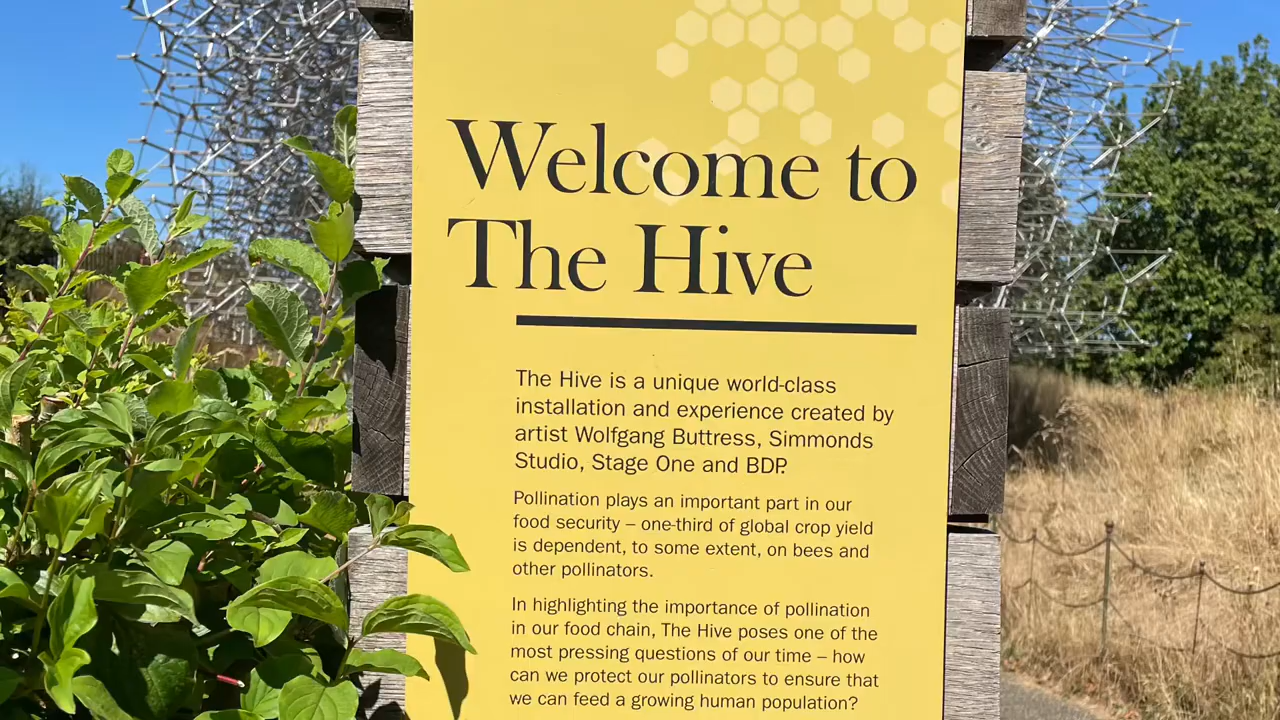 Welcome to
The Hive
The Hive is a unique world-class
installation and experience created by
artist Wolfgang Buttress, Simmonds
Studio, Stage One and BDP.
Pollination plays an important part in our
food security – one-third of global crop yield
is dependent, to some extent, on bees and
other pollinators.
In highlighting the importance of pollination
in our food chain, The Hive poses one of the
most pressing questions of our time – how
can we protect our pollinators to ensure that
we can feed a growing human population?